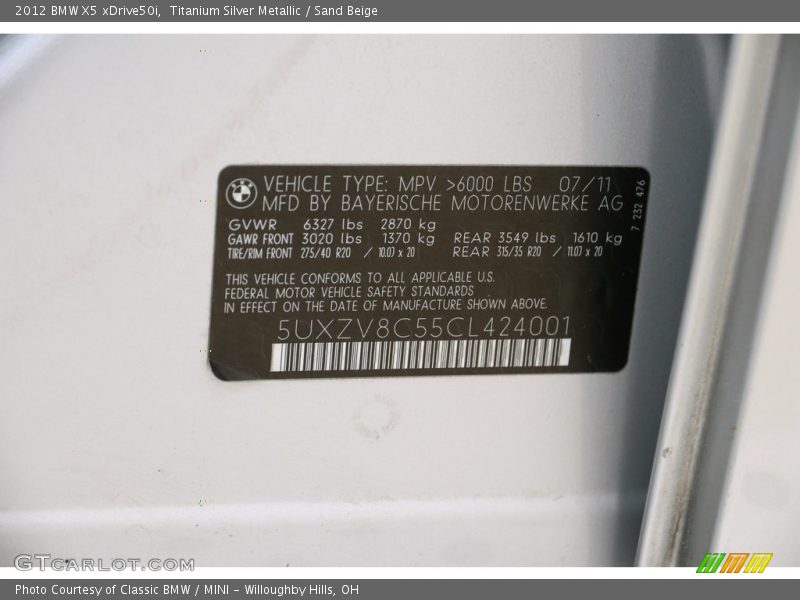 2012 BMW X5 xDrive50i, Titanium Silver Metallic / Sand Beige
BMW VEHICLE TYPE: MPV >6000 LBS 07/11
MFD BY BAYERISCHE MOTORENWERKE AG
7 232 476
GVWR 6327 lbs 2870 kg
GAWR FRONT 3020 lbs 1370 kg REAR 3549 lbs 1610 kg
TIRE/RIM FRONT 275/40 R20 / 10.0J x 20 REAR 315/35 R20 / 11.0J x 20
THIS VEHICLE CONFORMS TO ALL APPLICABLE U.S.
FEDERAL MOTOR VEHICLE SAFETY STANDARDS
IN EFFECT ON THE DATE OF MANUFACTURE SHOWN ABOVE.
5UXZV8C55CL424001
GTCARLOT.COM
Photo Courtesy of Classic BMW / MINI - Willoughby Hills, OH